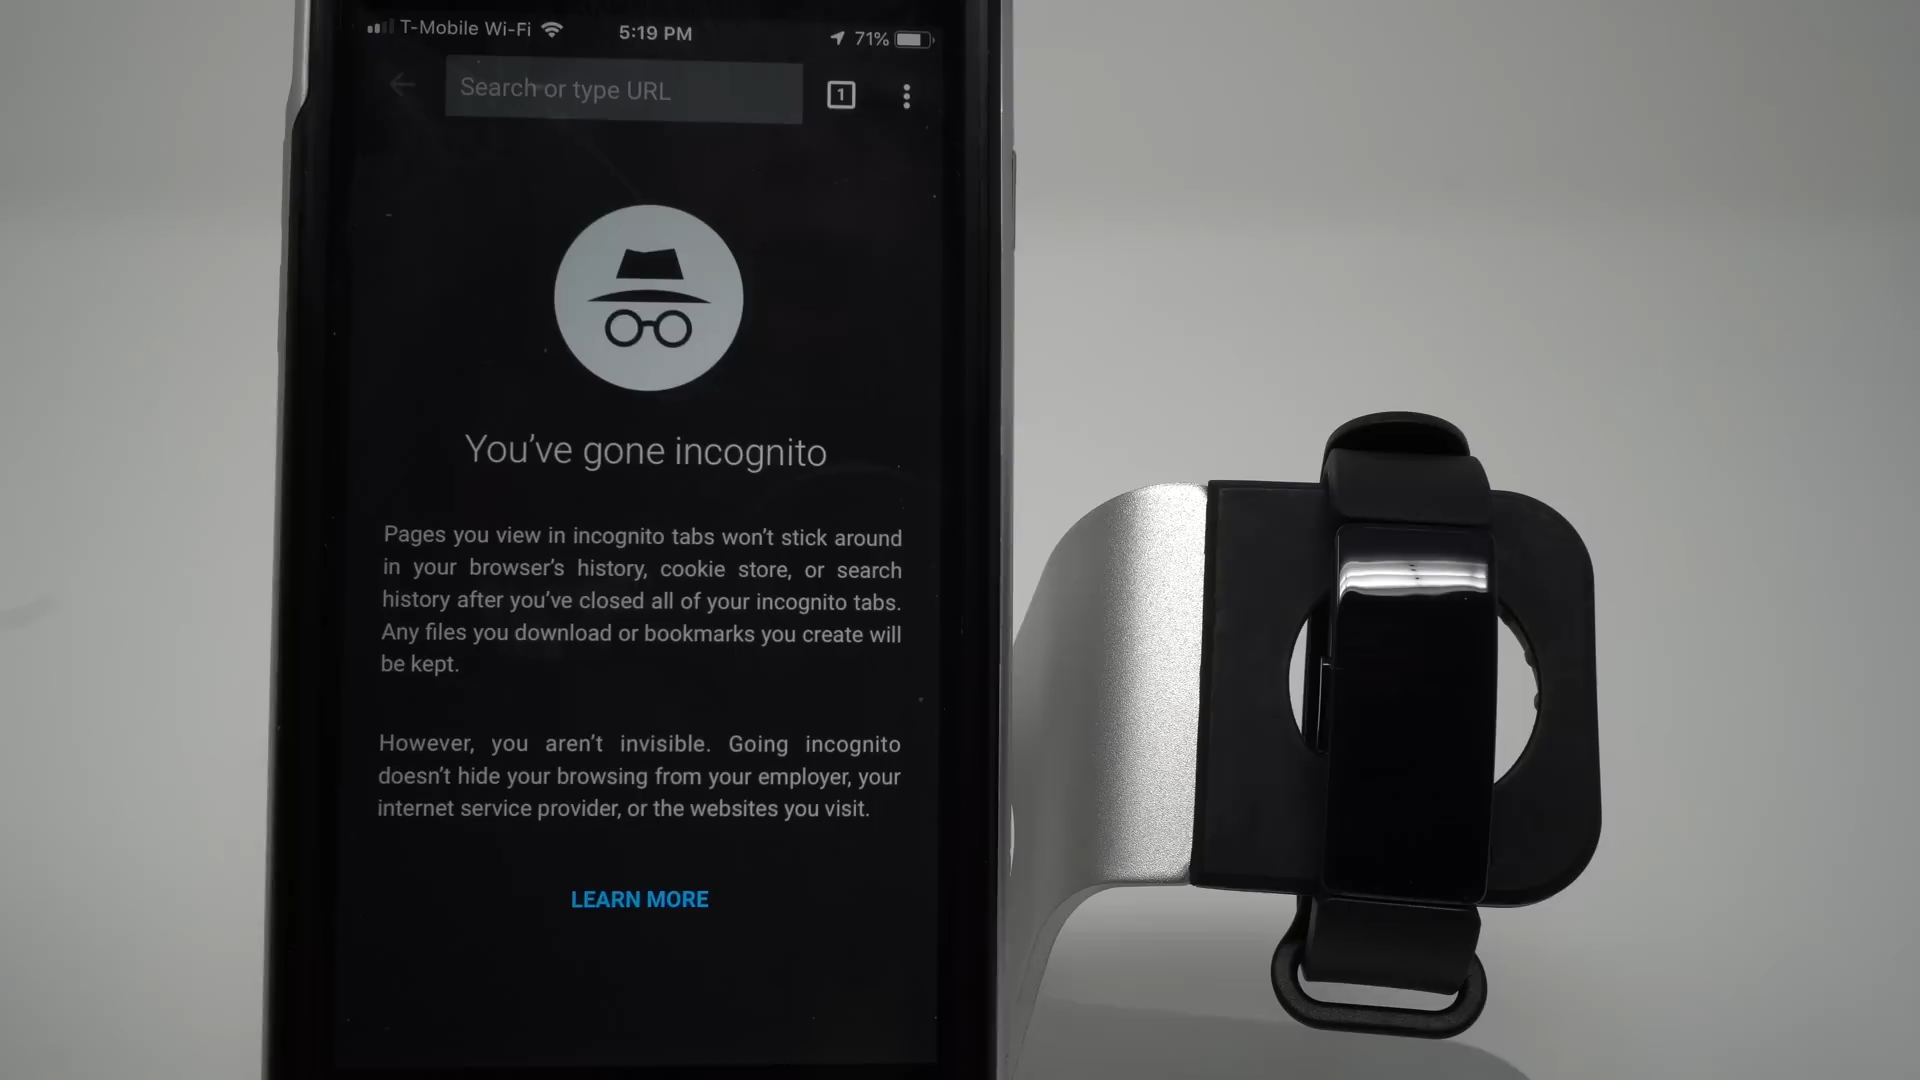 T-Mobile Wi-Fi 5:19 PM 71%
Search or type URL 1
You've gone incognito
Pages you view in incognito tabs won't stick around
in your browser's history, cookie store, or search
history after you've closed all of your incognito tabs.
Any files you download or bookmarks you create will
be kept.
However, you aren't invisible. Going incognito
doesn't hide your browsing from your employer, your
internet service provider, or the websites you visit.
LEARN MORE